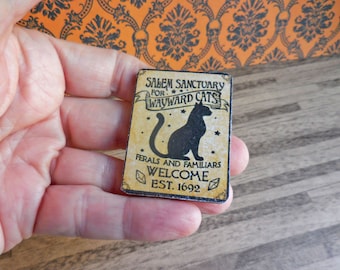 SALEM SANCTUARY
FOR
WAYWARD CATS
FERALS AND FAMILIARS
WELCOME
EST. 1692